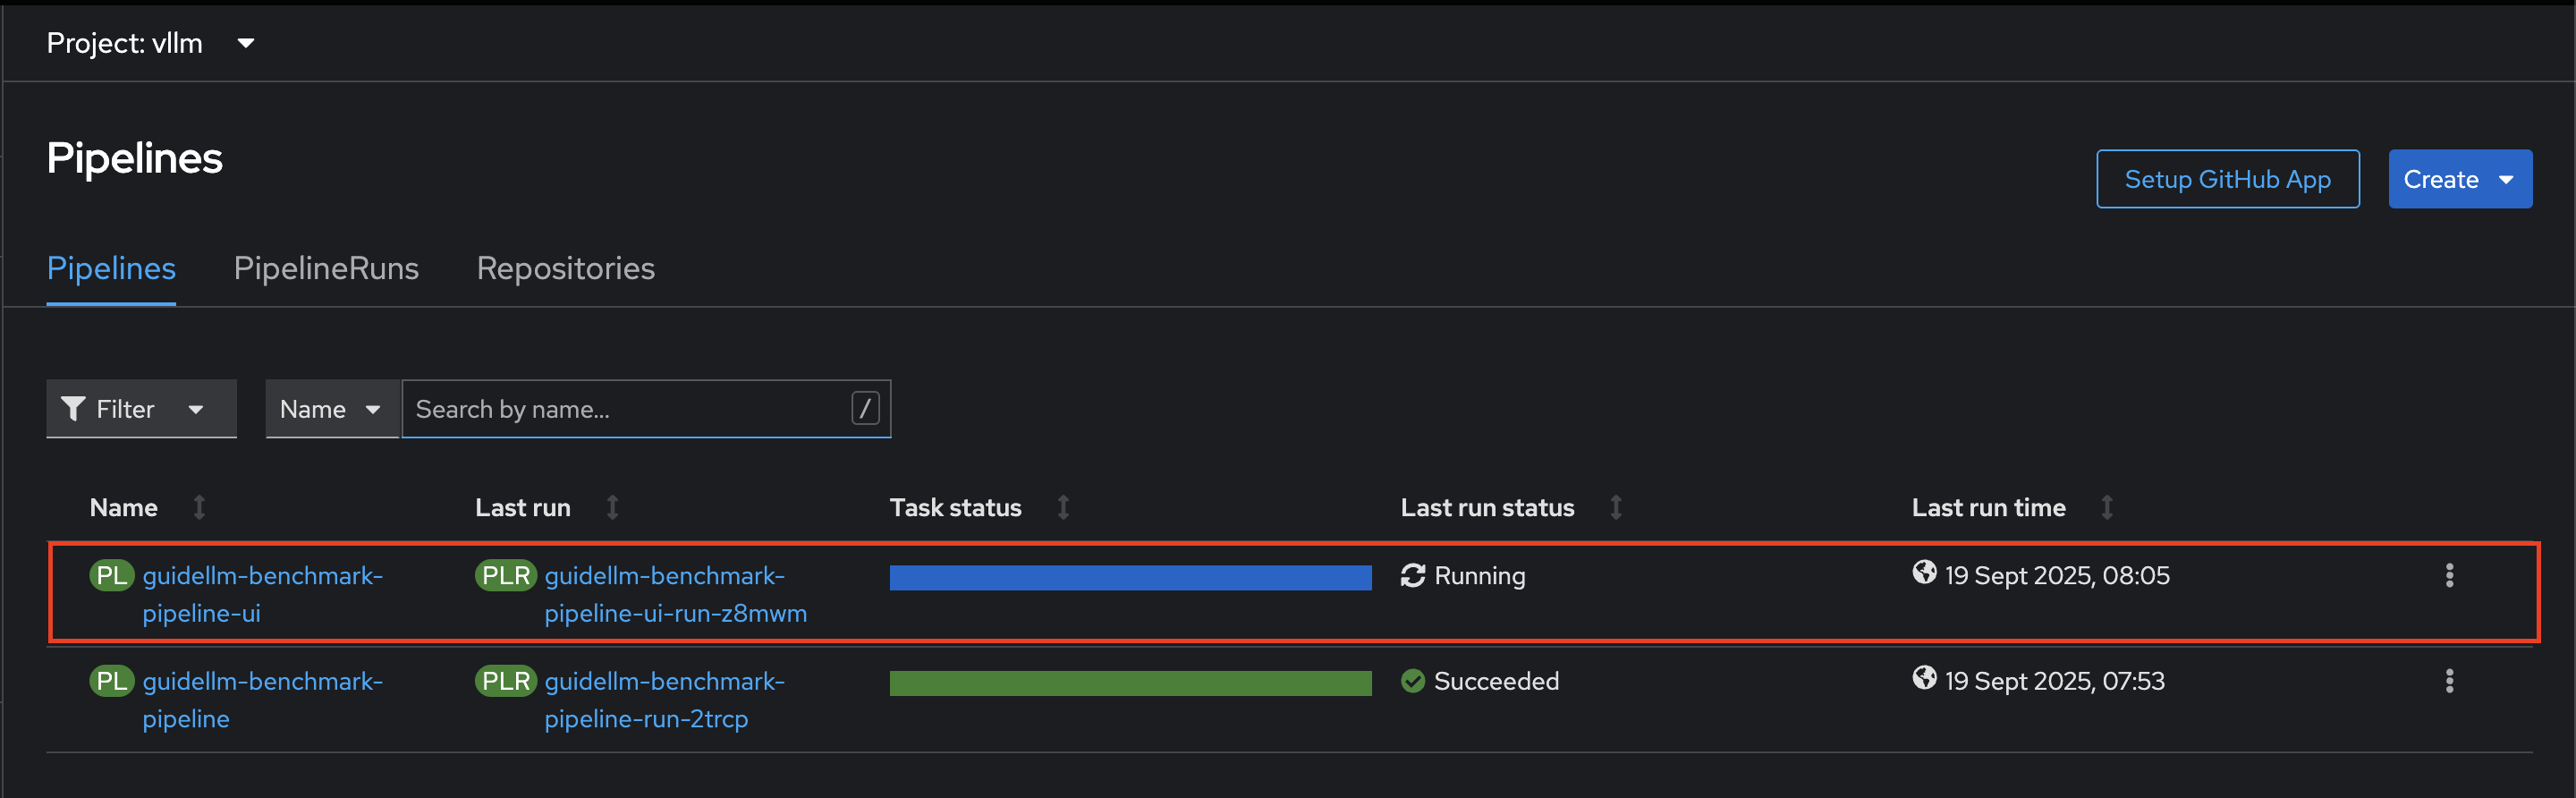 Project: vllm
Pipelines
Setup GitHub App
Create
Pipelines
PipelineRuns
Repositories
Filter
Name
Search by name...
/
Name
Last run
Task status
Last run status
Last run time
PL guidellm-benchmark-
pipeline-ui
PLR guidellm-benchmark-
pipeline-ui-run-z8mwm
Running
19 Sept 2025, 08:05
PL guidellm-benchmark-
pipeline
PLR guidellm-benchmark-
pipeline-run-2trcp
Succeeded
19 Sept 2025, 07:53